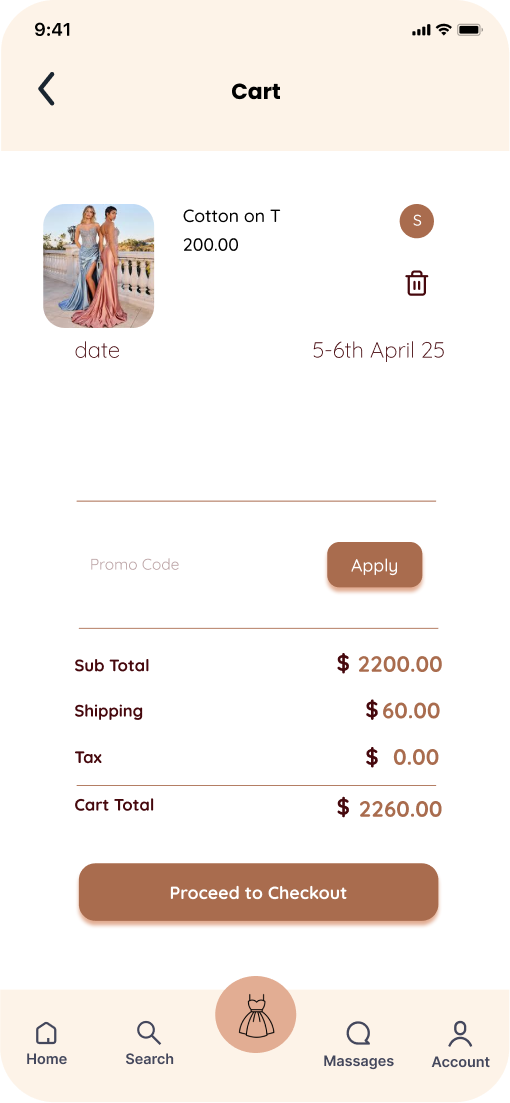 9:41
Cart
Cotton on T
200.00
S
date 5-6th April 25
Promo Code Apply
Sub Total $ 2200.00
Shipping $ 60.00
Tax $ 0.00
Cart Total $ 2260.00
Proceed to Checkout
Home Search Massages Account